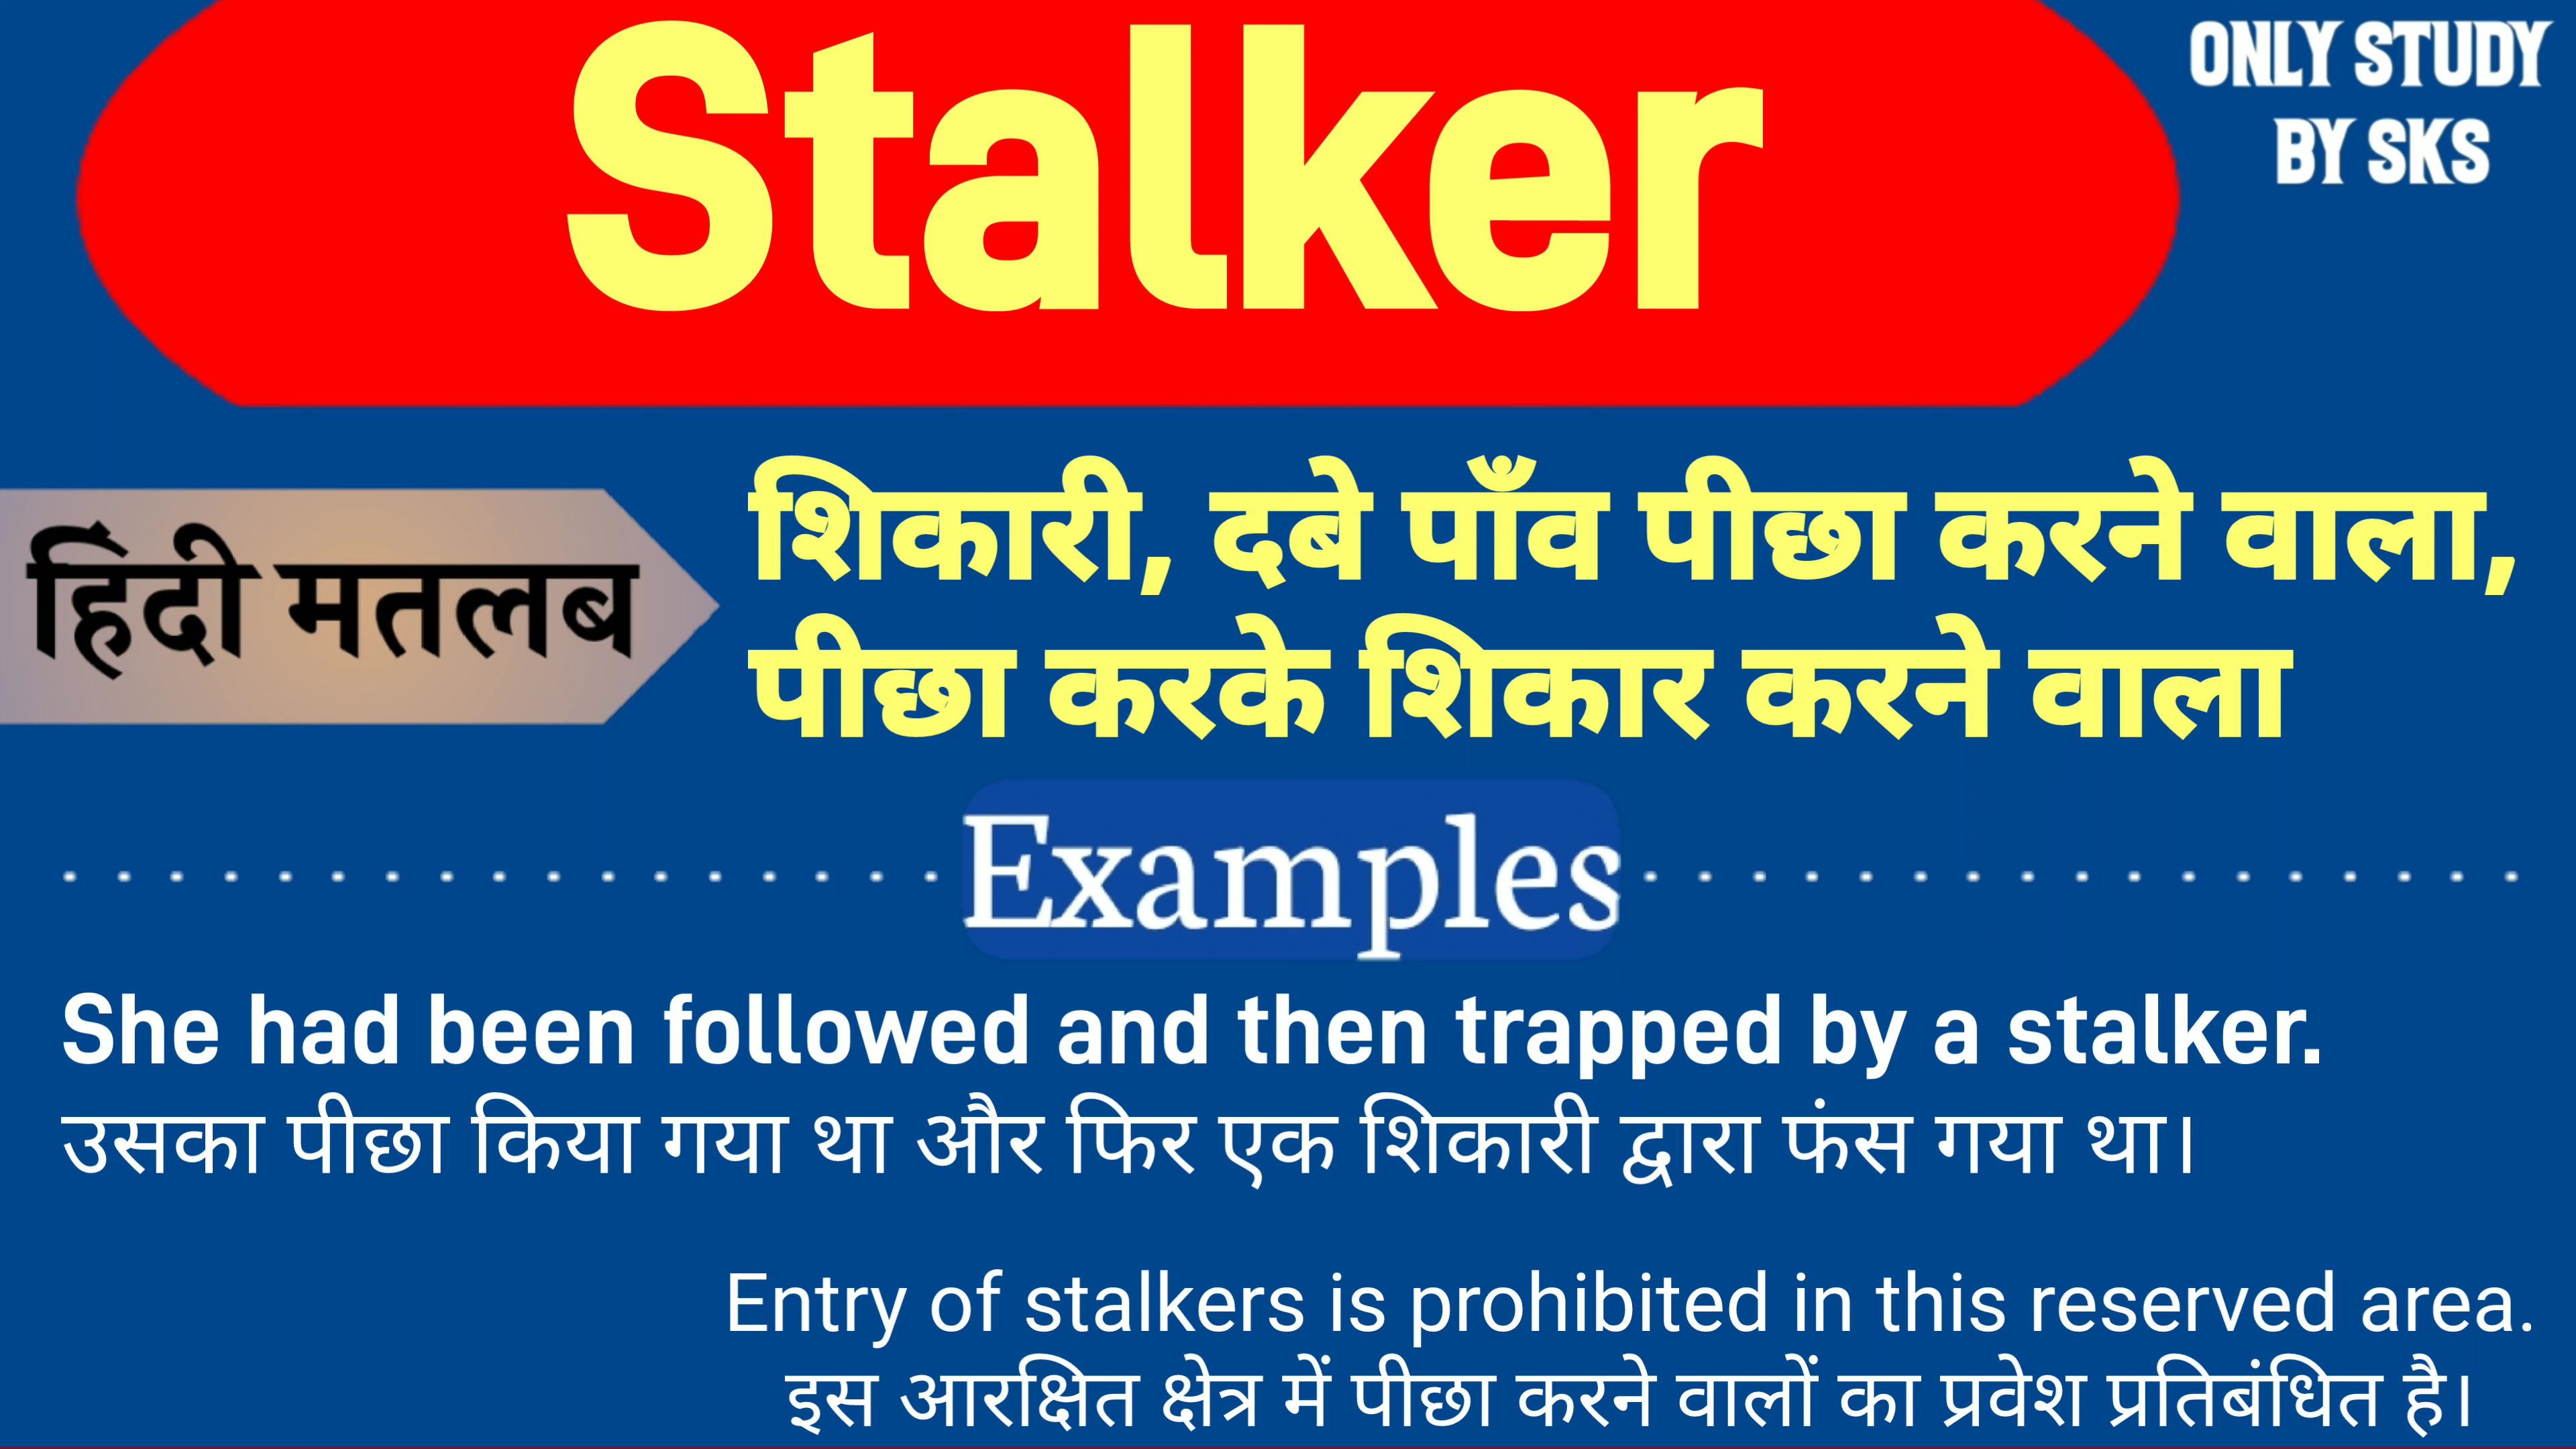 Stalker
ONLY STUDY
BY SKS
हिंदी मतलब
शिकारी, दबे पाँव पीछा करने वाला,
पीछा करके शिकार करने वाला
Examples
She had been followed and then trapped by a stalker.
उसका पीछा किया गया था और फिर एक शिकारी द्वारा फंस गया था।
Entry of stalkers is prohibited in this reserved area.
इस आरक्षित क्षेत्र में पीछा करने वालों का प्रवेश प्रतिबंधित है।